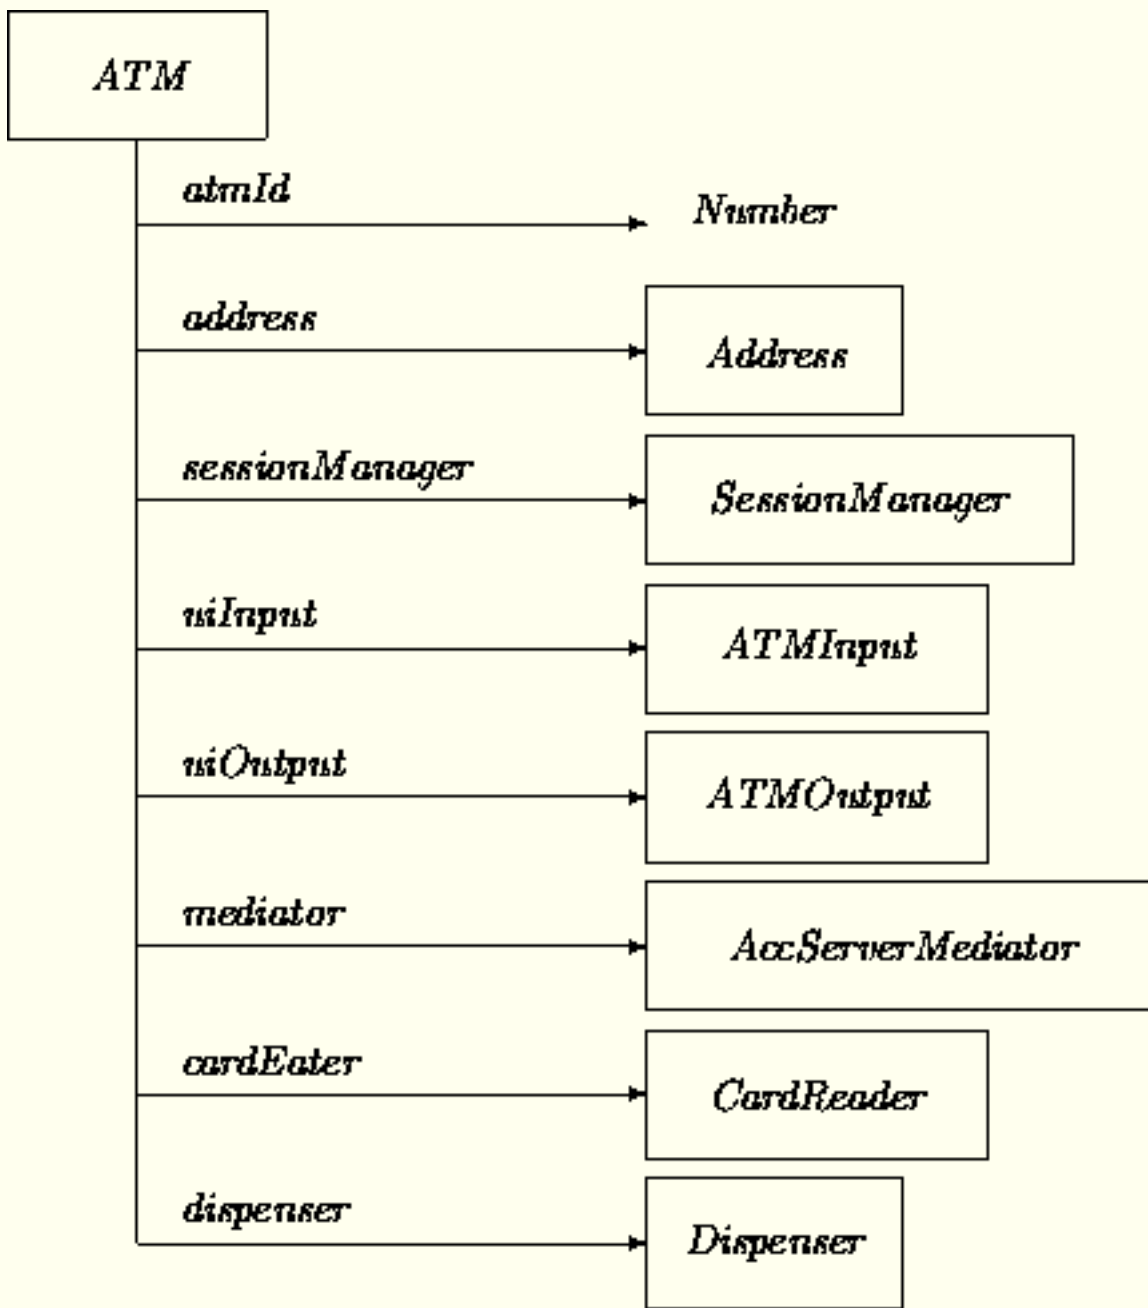 ATM
atmId
Number
address
Address
sessionManager
SessionManager
uiInput
ATMInput
uiOutput
ATMOutput
mediator
AccServerMediator
cardEater
CardReader
dispenser
Dispenser